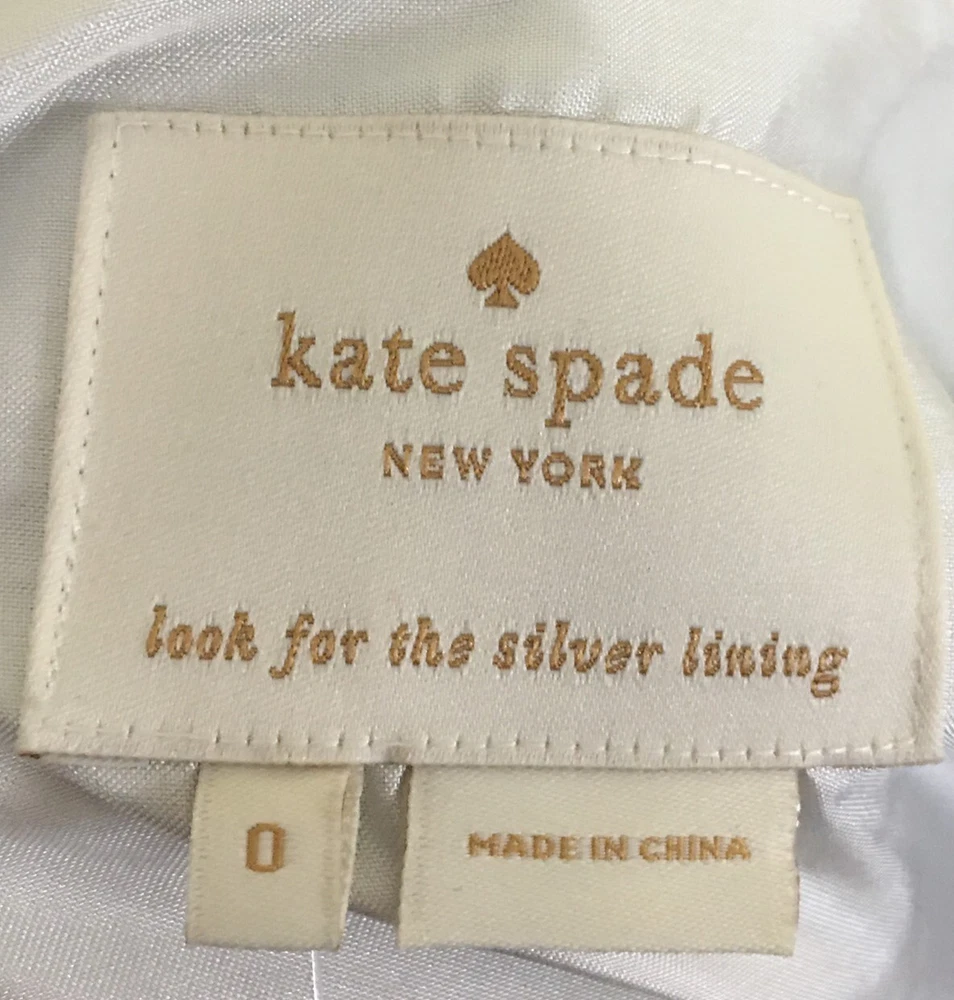 kate spade
NEW YORK
look for the silver lining
0
MADE IN CHINA